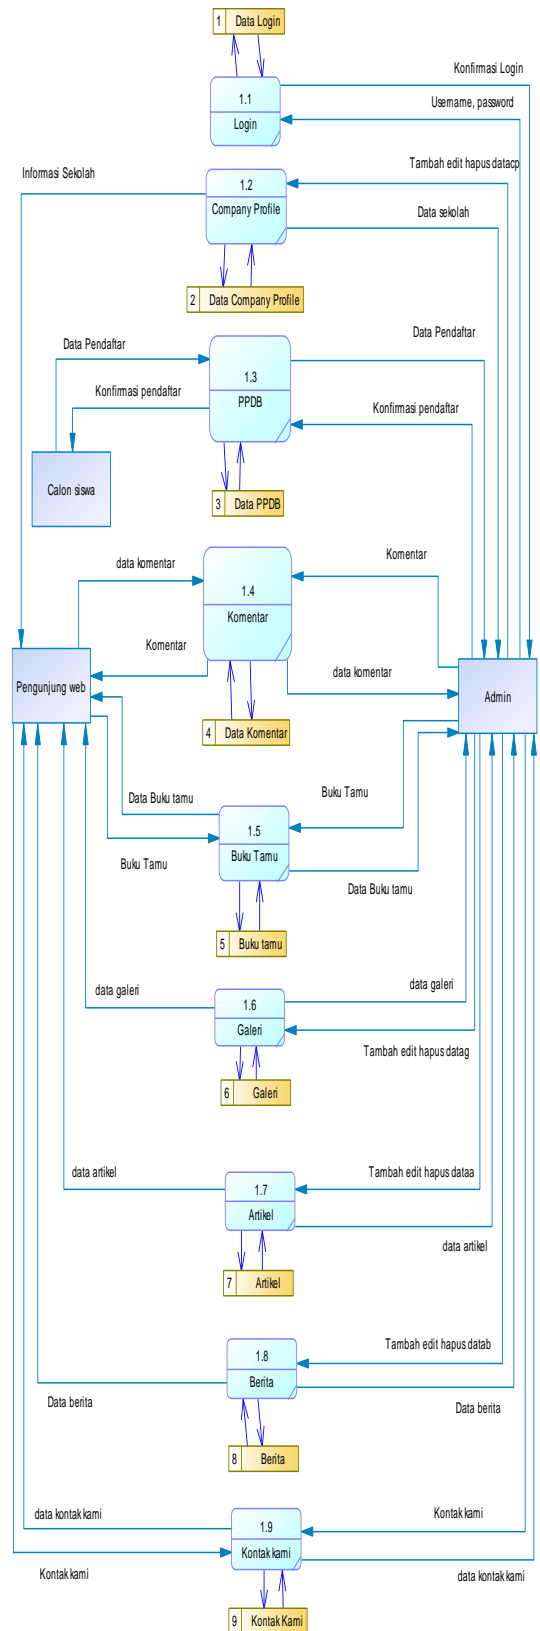 1 Data Login
Konfirmasi Login
1.1
Login
Username, password
Informasi Sekolah
Tambah edit hapus datacp
1.2
Company Profile
Data sekolah
2 Data Company Profile
Data Pendaftar
Data Pendaftar
1.3
PPDB
Konfirmasi pendaftar
Konfirmasi pendaftar
Calon siswa
3 Data PPDB
data komentar
Komentar
1.4
Komentar
Komentar
data komentar
Pengunjung web
Admin
4 Data Komentar
Data Buku tamu
Buku Tamu
1.5
Buku Tamu
Buku Tamu
Data Buku tamu
5 Buku tamu
data galeri
data galeri
1.6
Galeri
Tambah edit hapus datag
6 Galeri
data artikel
Tambah edit hapus dataa
1.7
Artikel
data artikel
7 Artikel
Tambah edit hapus datab
1.8
Berita
Data berita
Data berita
8 Berita
data kontak kami
Kontak kami
1.9
Kontak kami
Kontak kami
data kontak kami
9 Kontak Kami